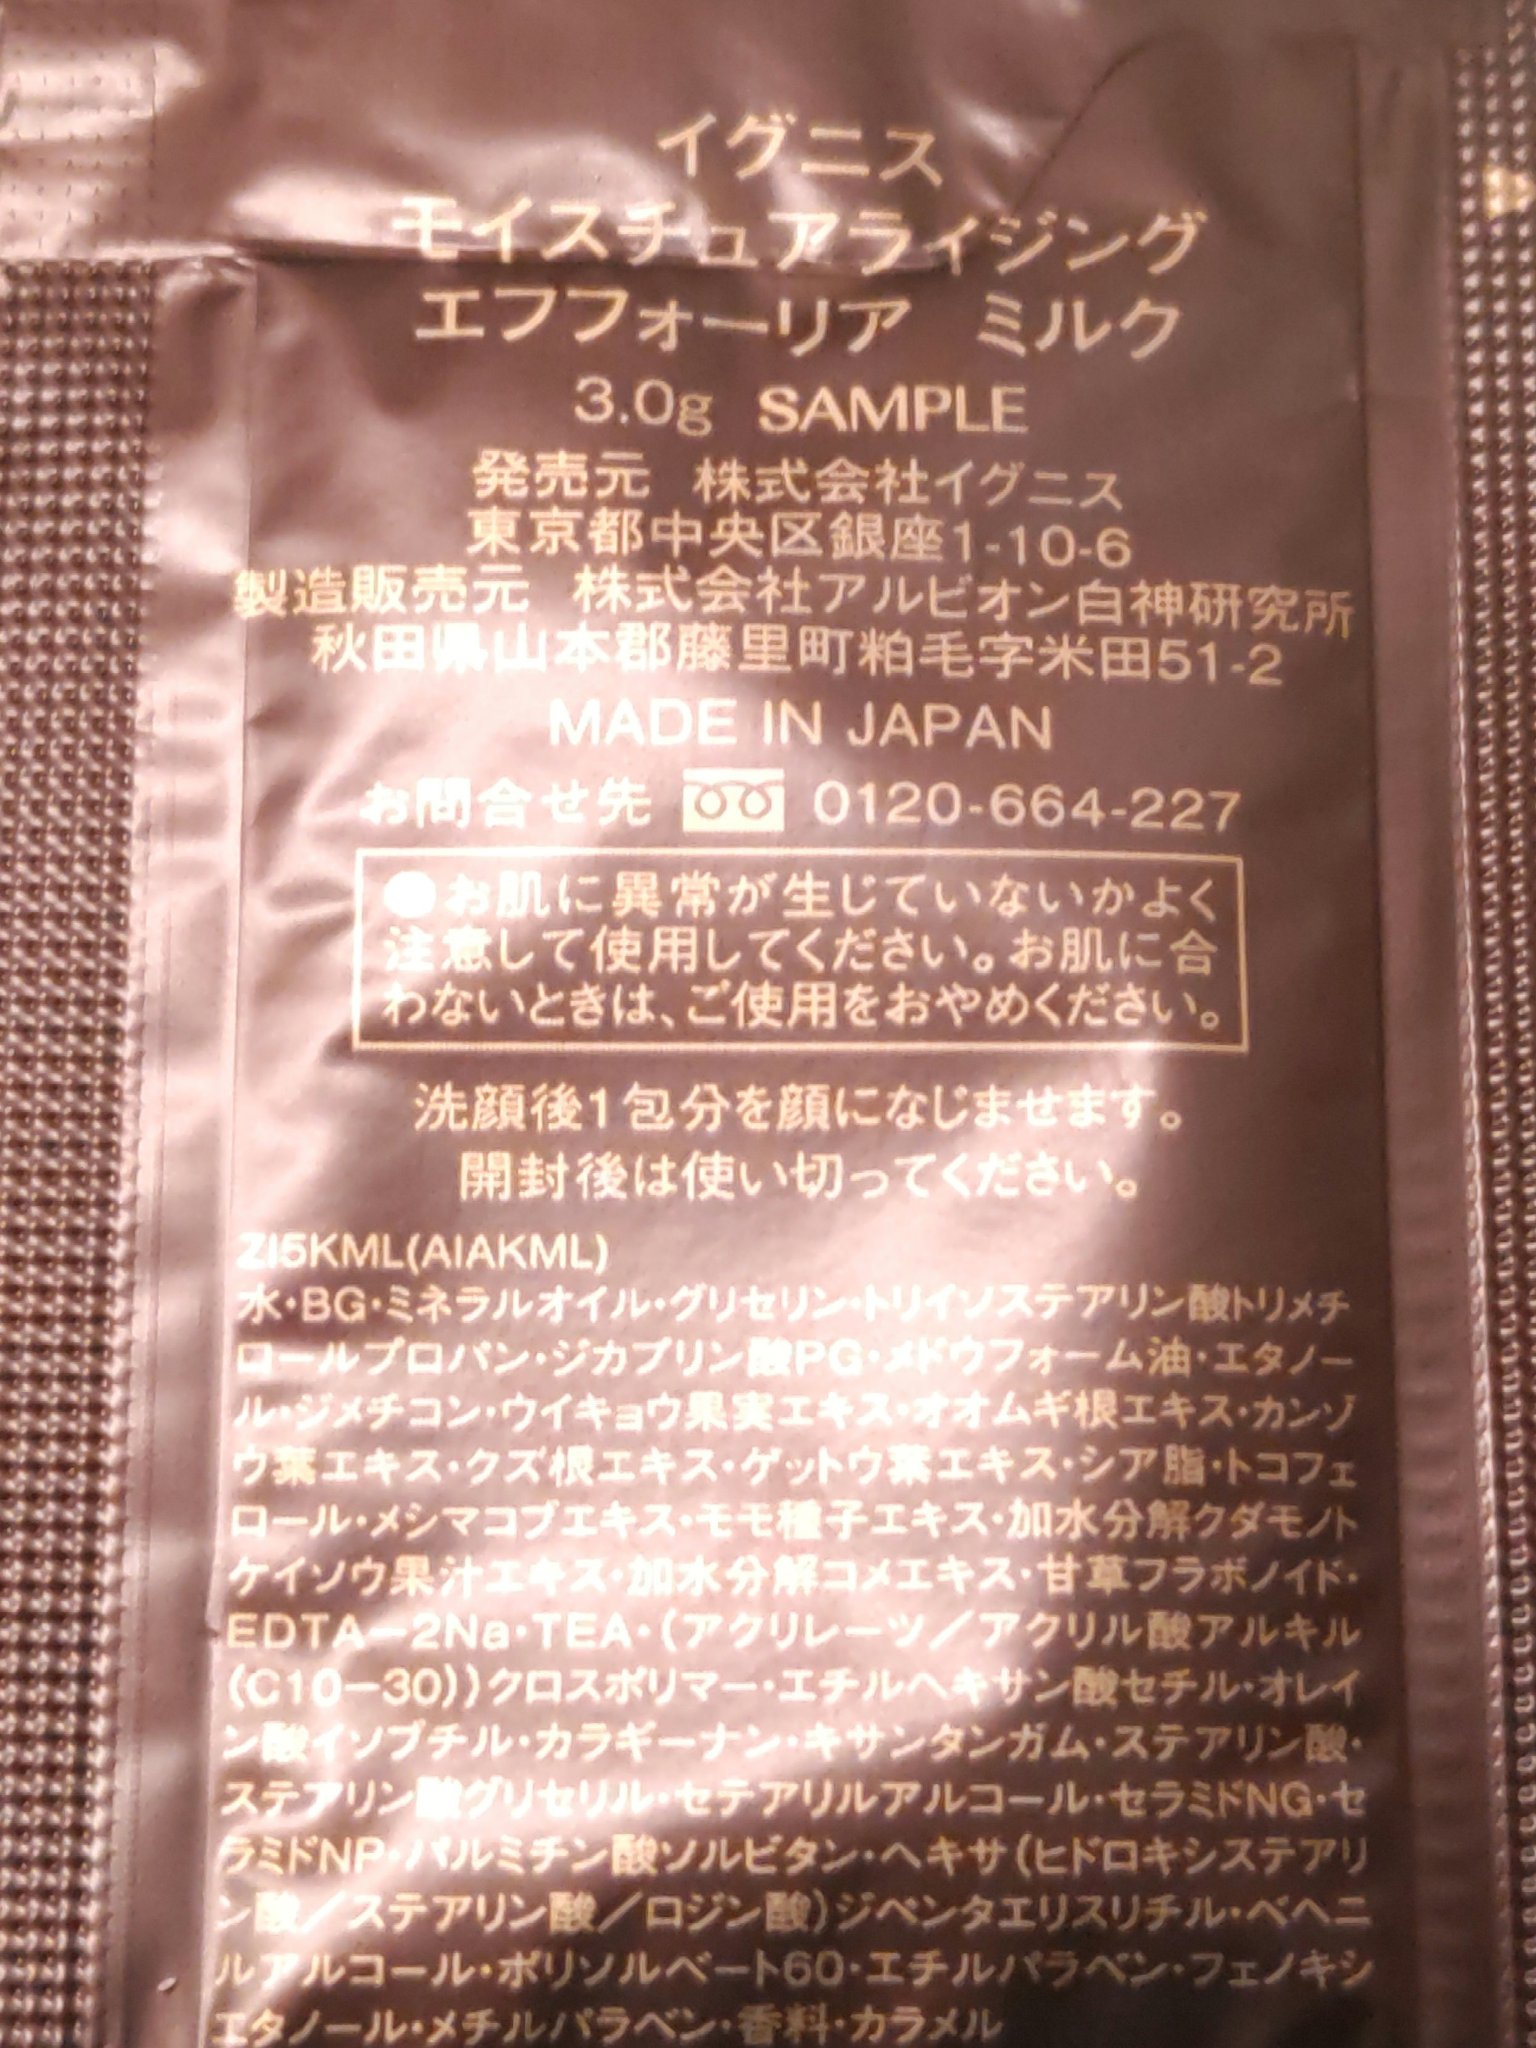 イグニス
モイスチュアライジング
エフフォーリア ミルク
3.0g SAMPLE
発売元 株式会社イグニス
東京都中央区銀座1-10-6
製造販売元 株式会社アルビオン白神研究所
秋田県山本郡藤里町粕毛字米田51-2
MADE IN JAPAN
お問合せ先 0120-664-227
●お肌に異常が生じていないかよく
注意して使用してください。お肌に合
わないときは、ご使用をおやめください。
洗顔後1包分を顔になじませます。
開封後は使い切ってください。
ZI5KML(AIAKML)
水・BG・ミネラルオイル・グリセリン・トリイソステアリン酸トリメチ
ロールプロパン・ジカプリン酸PG・メドウフォーム油・エタノー
ル・ジメチコン・ウイキョウ果実エキス・オオムギ根エキス・カンゾ
ウ葉エキス・クズ根エキス・ゲットウ葉エキス・シア脂・トコフェ
ロール・メシマコブエキス・モモ種子エキス・加水分解クダモノト
ケイソウ果汁エキス・加水分解コメエキス・甘草フラボノイド・
EDTA－2Na・TEA・(アクリレーツ／アクリル酸アルキル
(C10－30))クロスポリマー・エチルヘキサン酸セチル・オレイ
ン酸イソブチル・カラギーナン・キサンタンガム・ステアリン酸・
ステアリン酸グリセリル・セテアリルアルコール・セラミドNG・セ
ラミドNP・パルミチン酸ソルビタン・ヘキサ(ヒドロキシステアリ
ン酸／ステアリン酸／ロジン酸)ジペンタエリスリチル・ベヘニ
ルアルコール・ポリソルベート60・エチルパラベン・フェノキシ
エタノール・メチルパラベン・香料・カラメル